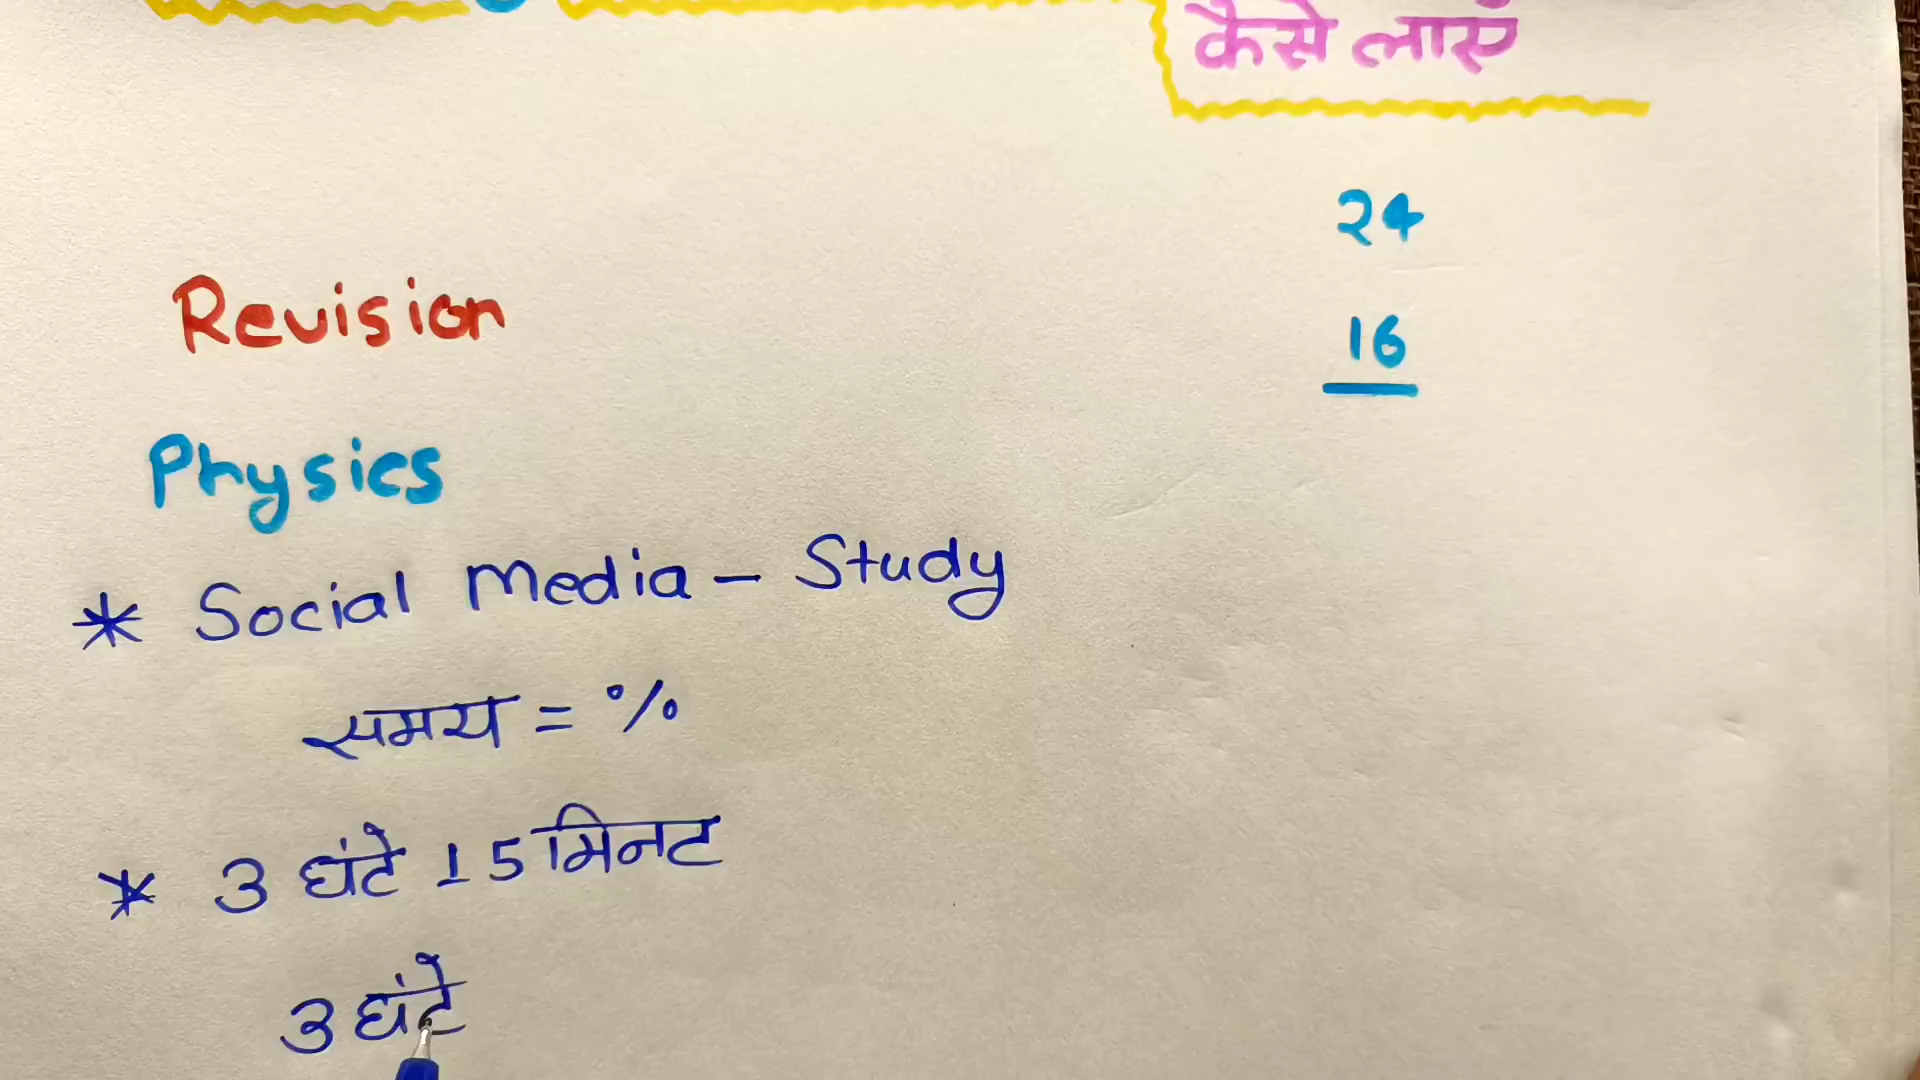 कैसे लाएँ
24
16
Revision
Physics
* Social Media - Study
समय = %
* 3 घंटे 15 मिनट
3 घंटे